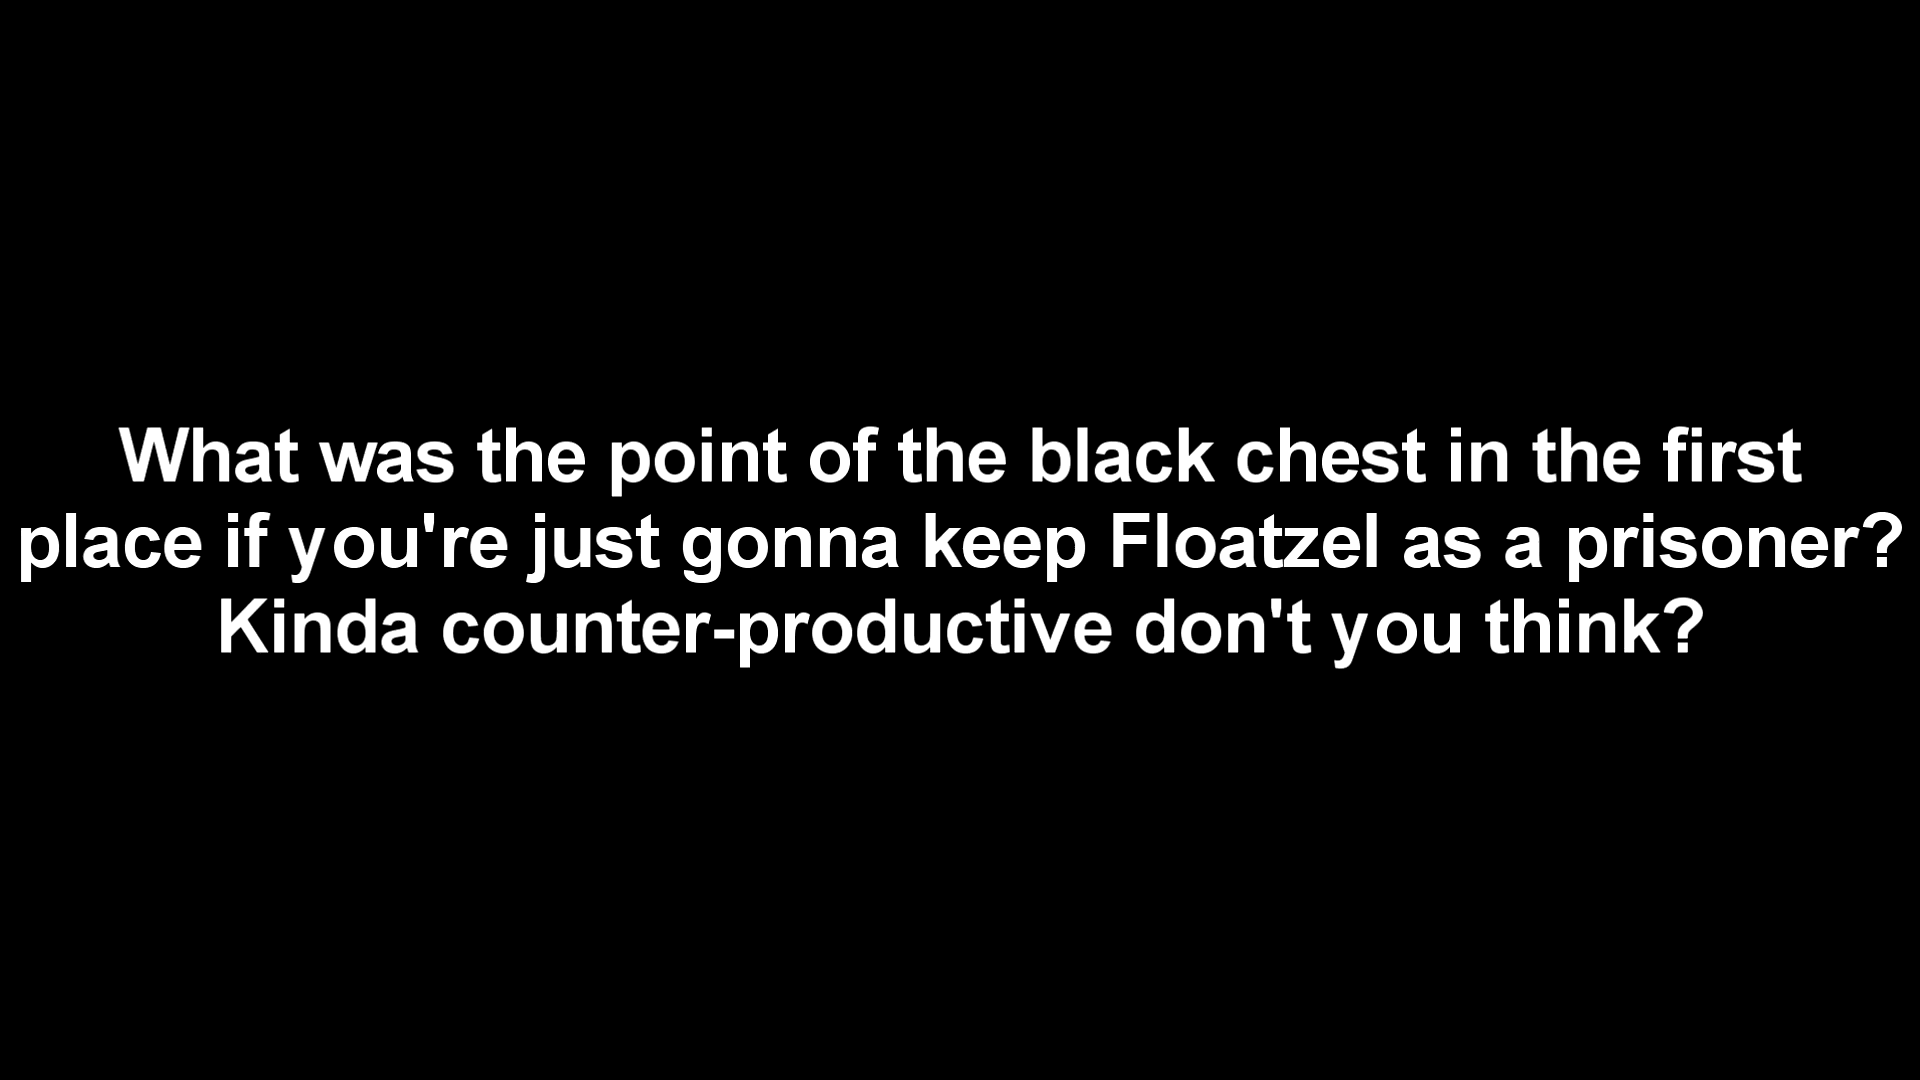 What was the point of the black chest in the first
place if you're just gonna keep Floatzel as a prisoner?
Kinda counter-productive don't you think?